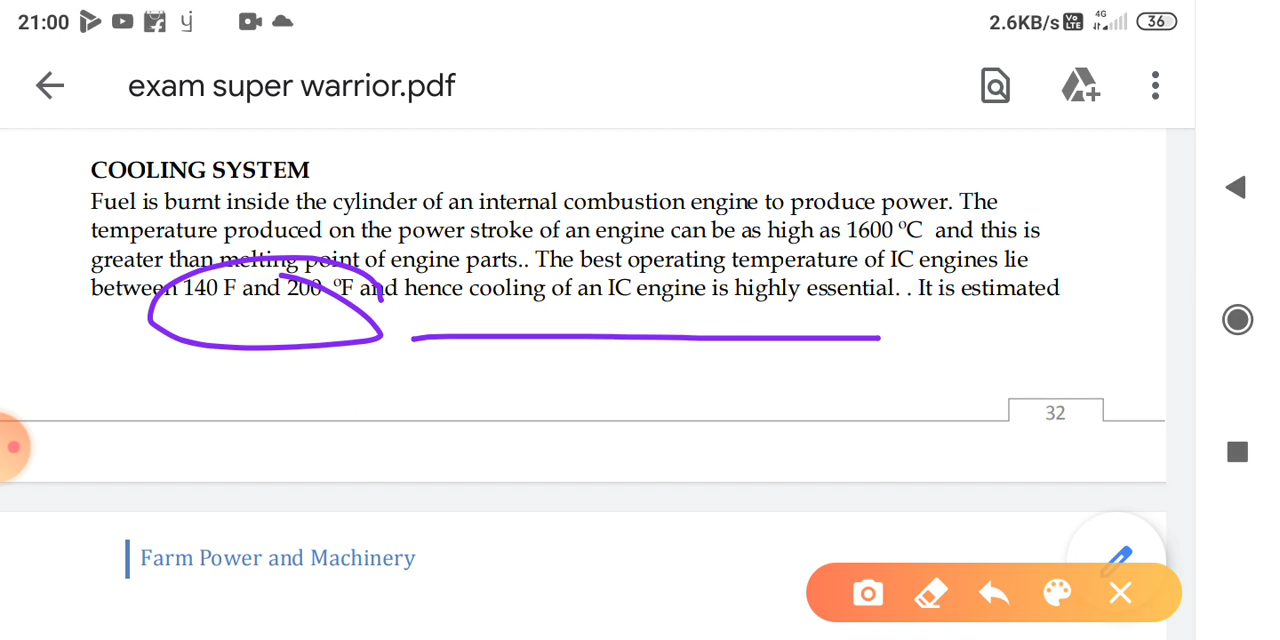 21:00
2.6KB/s Vo LTE 4G 36
exam super warrior.pdf
COOLING SYSTEM
Fuel is burnt inside the cylinder of an internal combustion engine to produce power. The
temperature produced on the power stroke of an engine can be as high as 1600 ºC and this is
greater than melting point of engine parts.. The best operating temperature of IC engines lie
between 140 F and 200 ºF and hence cooling of an IC engine is highly essential. . It is estimated
32
Farm Power and Machinery